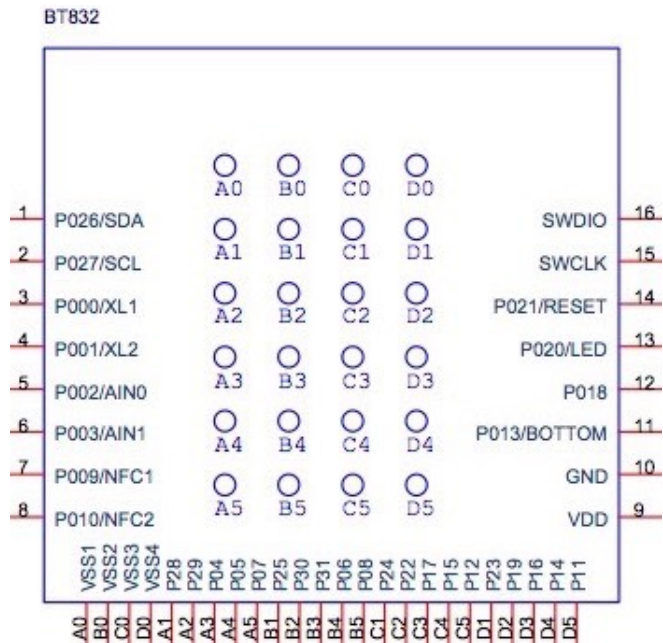 BT832
A0 B0 C0 D0
1 P026/SDA SWDIO 16
A1 B1 C1 D1
2 P027/SCL SWCLK 15
3 P000/XL1 A2 B2 C2 D2 P021/RESET 14
4 P001/XL2 P020/LED 13
A3 B3 C3 D3
5 P002/AIN0 P018 12
6 P003/AIN1 A4 B4 C4 D4 P013/BOTTOM 11
7 P009/NFC1 GND 10
A5 B5 C5 D5
8 P010/NFC2 VDD 9
VSS1 VSS2 VSS3 VSS4 P28 P29 P04 P05 P07 P25 P30 P31 P06 P08 P24 P22 P17 P15 P12 P23 P19 P16 P14 P11
A0 B0 C0 D0 A1 A2 A3 A4 A5 B1 B2 B3 B4 B5 C1 C2 C3 C4 C5 D1 D2 D3 D4 D5